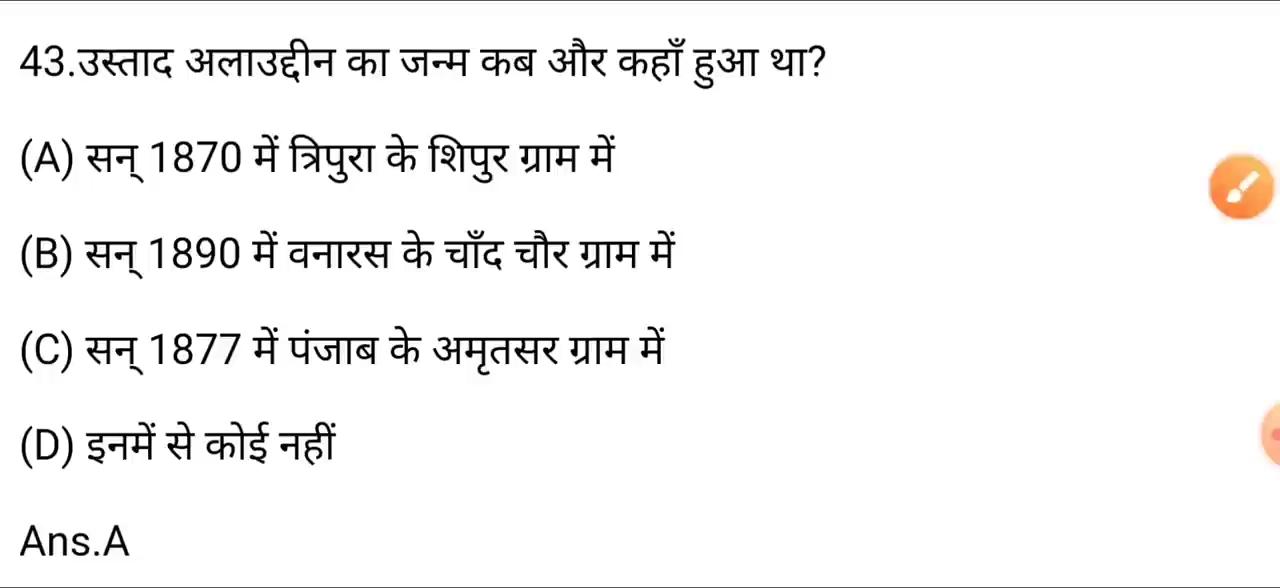 43.उस्ताद अलाउद्दीन का जन्म कब और कहाँ हुआ था?
(A) सन् 1870 में त्रिपुरा के शिपुर ग्राम में
(B) सन् 1890 में वनारस के चाँद चौर ग्राम में
(C) सन् 1877 में पंजाब के अमृतसर ग्राम में
(D) इनमें से कोई नहीं
Ans.A